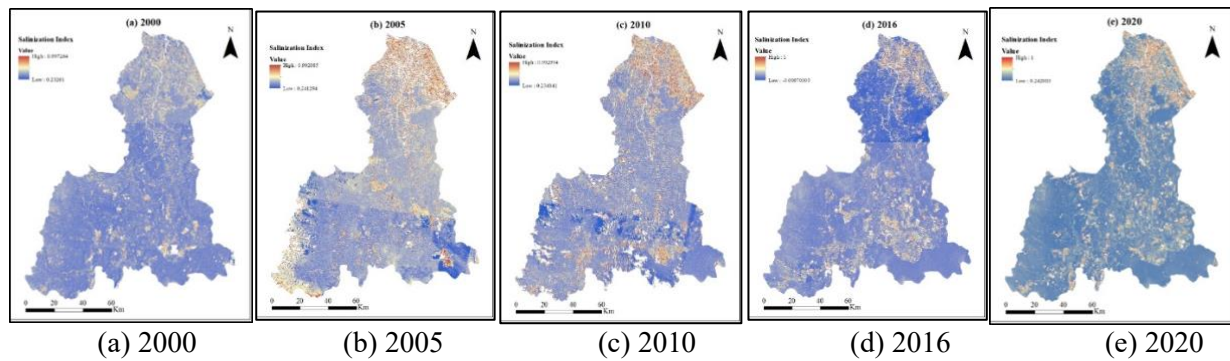 (a) 2000
N
Salinization Index
Value
0 20 40 60
Km
(b) 2005
N
Salinization Index
Value
0 20 40 60
Km
(c) 2010
N
Salinization Index
Value
0 20 40 60
Km
(d) 2016
N
Salinization Index
Value
High : 1
0 20 40 60
Km
(e) 2020
N
Salinization Index
Value
High : 1
0 20 40 60
Km
(a) 2000 (b) 2005 (c) 2010 (d) 2016 (e) 2020